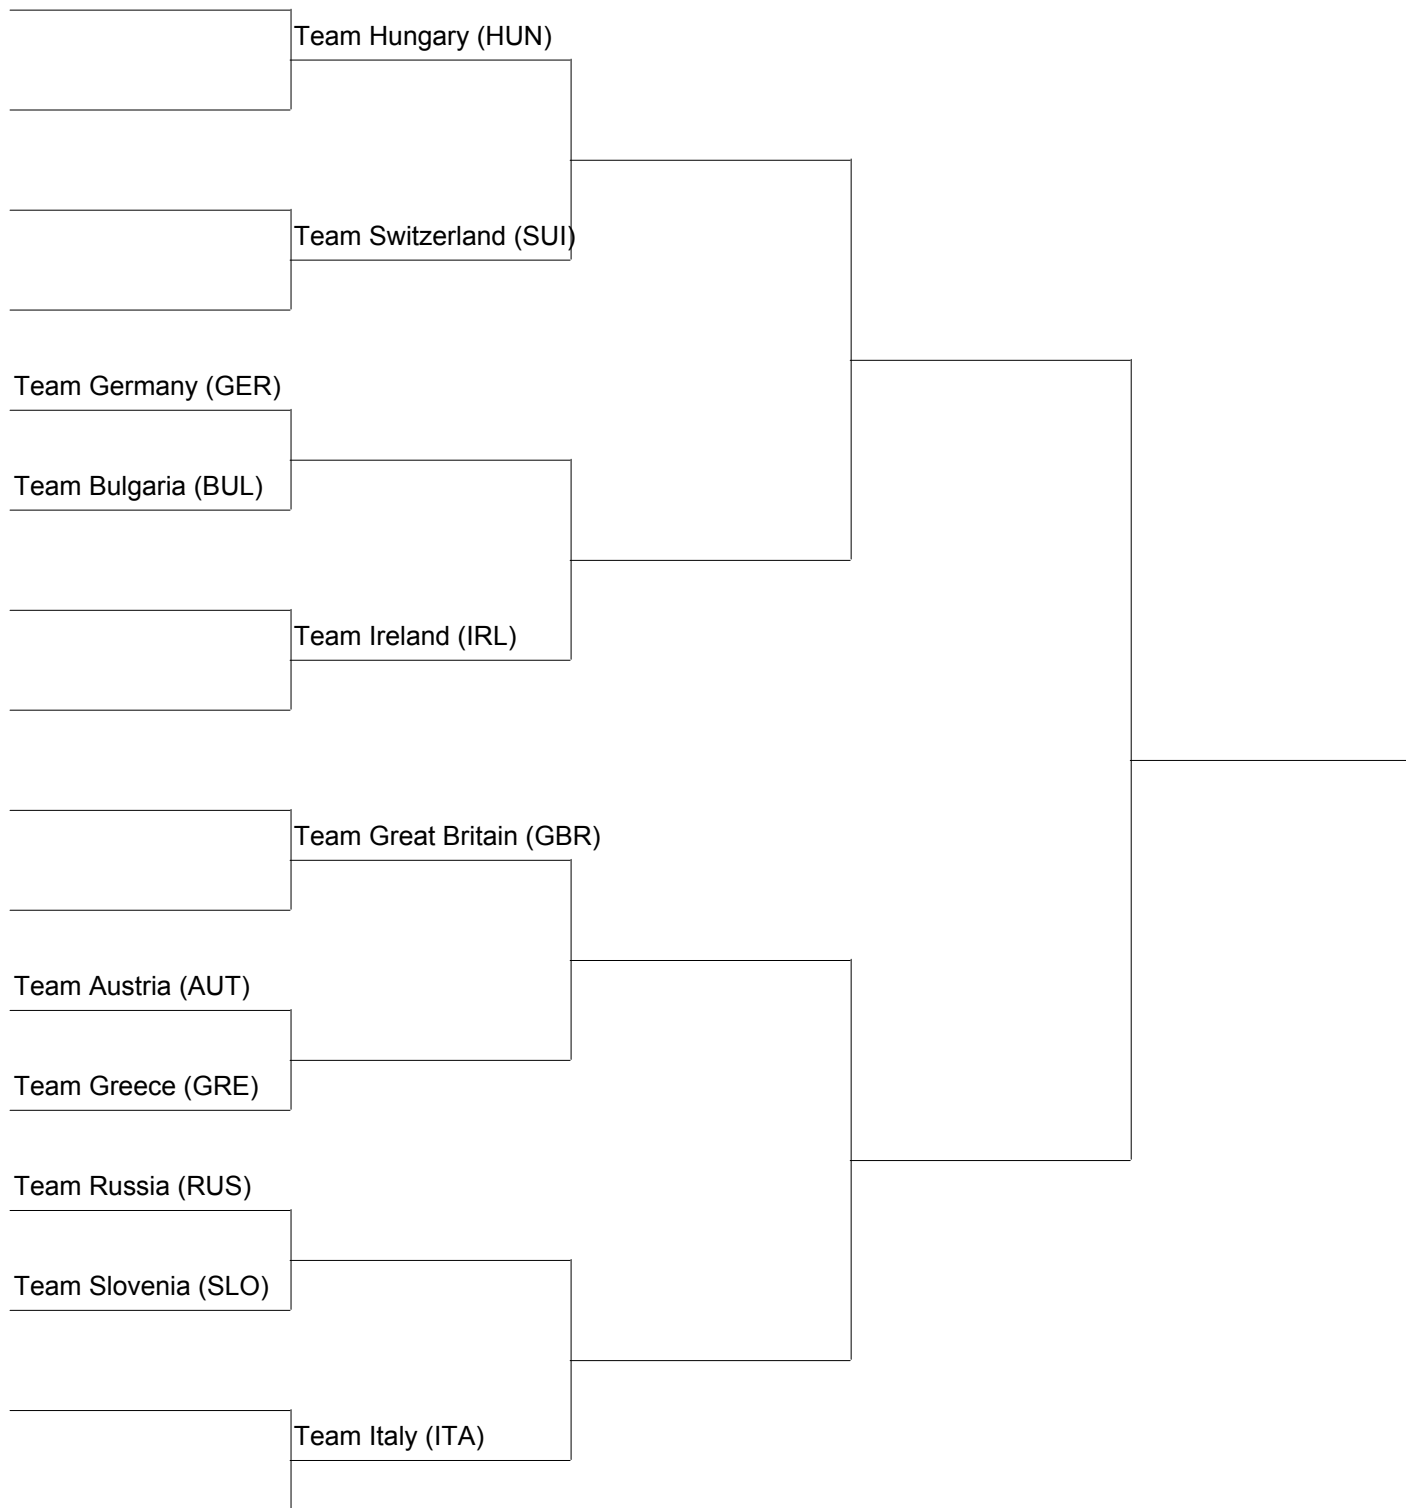 Team Hungary (HUN)
Team Switzerland (SUI)
Team Germany (GER)
Team Bulgaria (BUL)
Team Ireland (IRL)
Team Great Britain (GBR)
Team Austria (AUT)
Team Greece (GRE)
Team Russia (RUS)
Team Slovenia (SLO)
Team Italy (ITA)